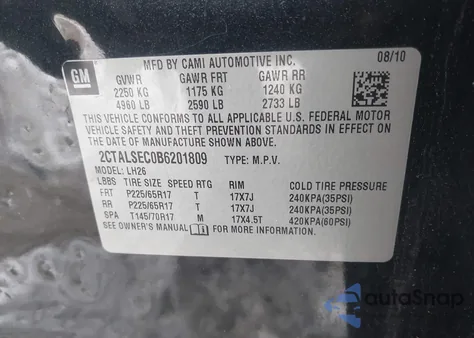 MFD BY CAMI AUTOMOTIVE INC. 08/10
GM
GVWR GAWR FRT GAWR RR
2250 KG 1175 KG 1240 KG
4960 LB 2590 LB 2733 LB
THIS VEHICLE CONFORMS TO ALL APPLICABLE U.S. FEDERAL MOTOR
VEHICLE SAFETY AND THEFT PREVENTION STANDARDS IN EFFECT ON
THE DATE OF MANUFACTURE SHOWN ABOVE.
2CTALSEC0B6201809 TYPE: M.P.V.
MODEL: LH26
LBBS TIRE SIZE SPEED RTG RIM COLD TIRE PRESSURE
FRT P225/65R17 T 17X7J 240KPA(35PSI)
RR P225/65R17 T 17X7J 240KPA(35PSI)
SPA T145/70R17 M 17X4.5T 420KPA(60PSI)
SEE OWNER'S MANUAL FOR MORE INFORMATION.
autoSnap